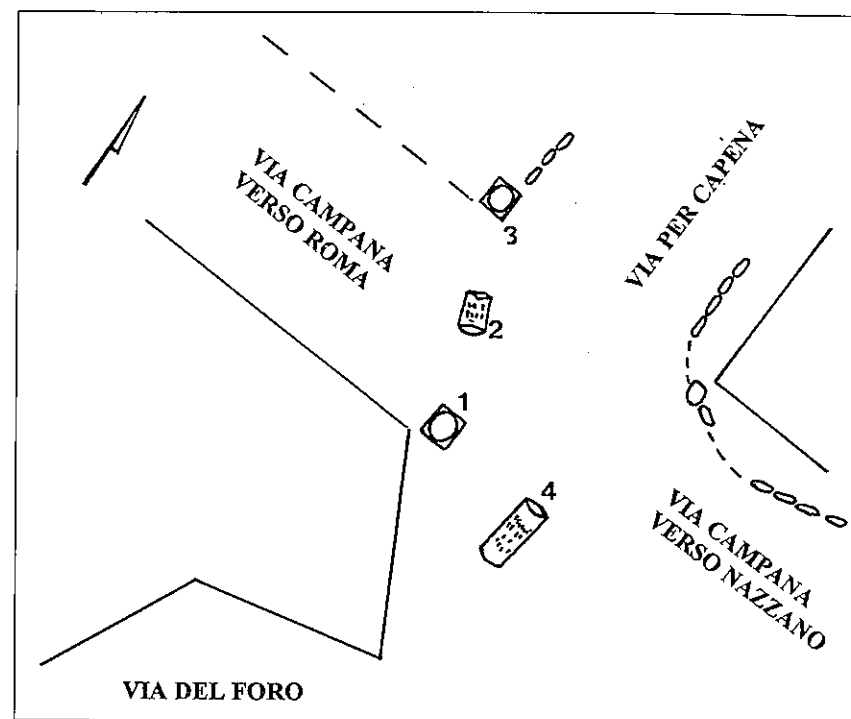 VIA CAMPANA
VERSO ROMA
VIA PER CAPENA
3
2
1
4
VIA CAMPANA
VERSO NAZZANO
VIA DEL FORO